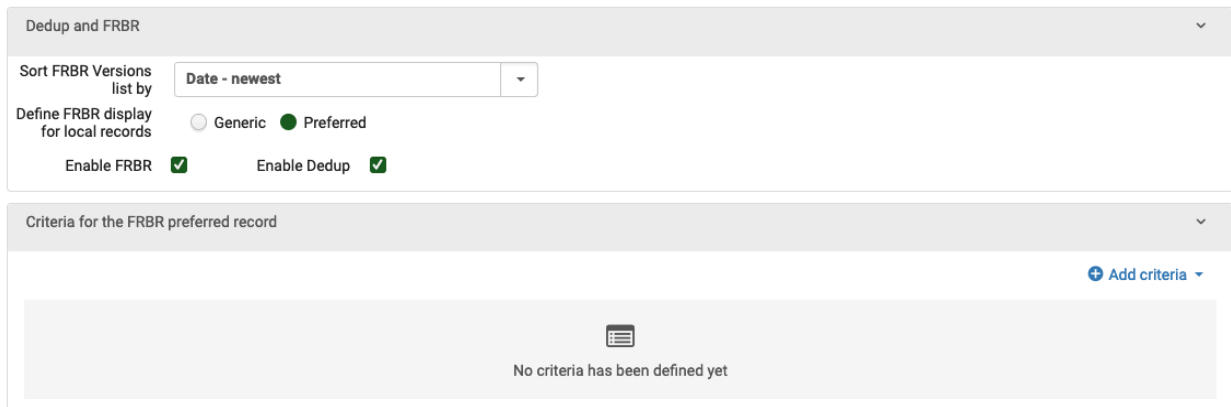 Dedup and FRBR
Sort FRBR Versions
list by
Date - newest
Define FRBR display
for local records
Generic Preferred
Enable FRBR Enable Dedup
Criteria for the FRBR preferred record
Add criteria
No criteria has been defined yet